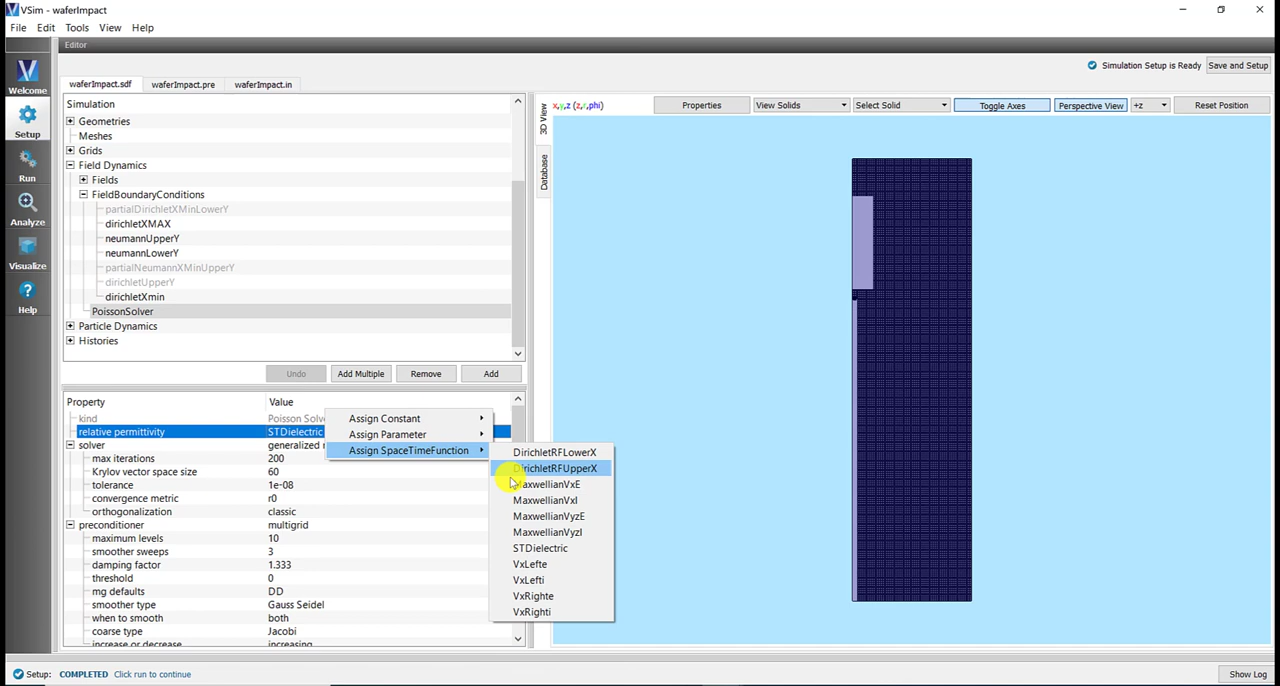 VSim - waferImpact
File Edit Tools View Help
Editor
Simulation Setup is Ready Save and Setup
Welcome
Setup
Run
Analyze
Visualize
Help
waferImpact.sdf waferImpact.pre waferImpact.in
Simulation
Geometries
Meshes
Grids
Field Dynamics
Fields
FieldBoundaryConditions
partialDirichletXMinLowerY
dirichletXMAX
neumannUpperY
neumannLowerY
partialNeumannXMinUpperY
dirichletUpperY
dirichletXmin
PoissonSolver
Particle Dynamics
Histories
Undo Add Multiple Remove Add
Property Value
kind Poisson Solv
relative permittivity STDielectric
solver generalized
max iterations 200
Krylov vector space size 60
tolerance 1e-08
convergence metric r0
orthogonalization classic
preconditioner multigrid
maximum levels 10
smoother sweeps 3
damping factor 1.333
threshold 0
mg defaults DD
smoother type Gauss Seidel
when to smooth both
coarse type Jacobi
increase or decrease increasing
Assign Constant
Assign Parameter
Assign SpaceTimeFunction
DirichletRFLowerX
DirichletRFUpperX
MaxwellianVxE
MaxwellianVxI
MaxwellianVyzE
MaxwellianVyzI
STDielectric
VxLefte
VxLefti
VxRighte
VxRighti
3D View
Database
x,y,z (z,r,phi) Properties View Solids Select Solid Toggle Axes Perspective View +z Reset Position
Setup: COMPLETED Click run to continue
Show Log